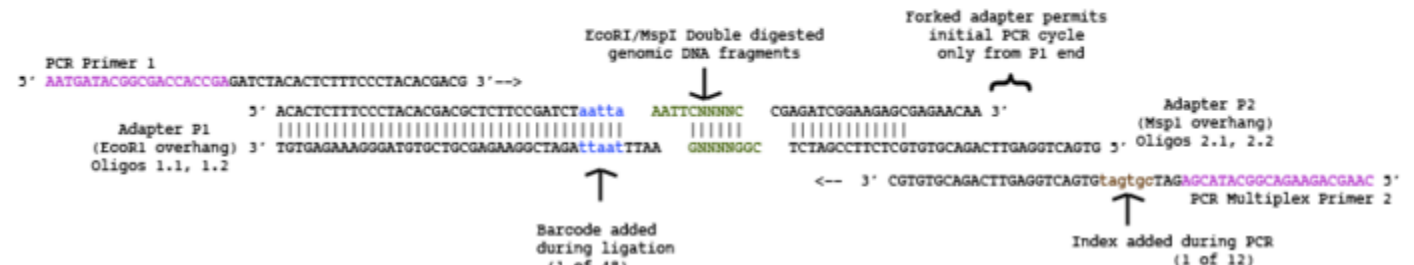 Forked adapter permits
initial PCR cycle
only from P1 end
EcoRI/MspI Double digested
genomic DNA fragments
PCR Primer 1
5' AATGATACGGCGACCACCGAGATCTACACTCTTTCCCTACACGACG 3'-->
5' ACACTCTTTCCCTACACGACGCTCTTCCGATCTaatta AATTCNNNNC CGAGATCGGAAGAGCGAGAACAA 3'
Adapter P1
(EcoR1 overhang)
Oligos 1.1, 1.2
3' TGTGAGAAAGGGATGTGCTGCGAGAAGGCTAGAttaatTTAA GNNNNGGC TCTAGCCTTCTCGTGTGCAGACTTGAGGTCAGTG 5'
Adapter P2
(Msp1 overhang)
Oligos 2.1, 2.2
<-- 3' CGTGTGCAGACTTGAGGTCAGTGtagtgcTAGAGCATACGGCAGAAGACGAAC 5'
PCR Multiplex Primer 2
Barcode added
during ligation
Index added during PCR
(1 of 12)